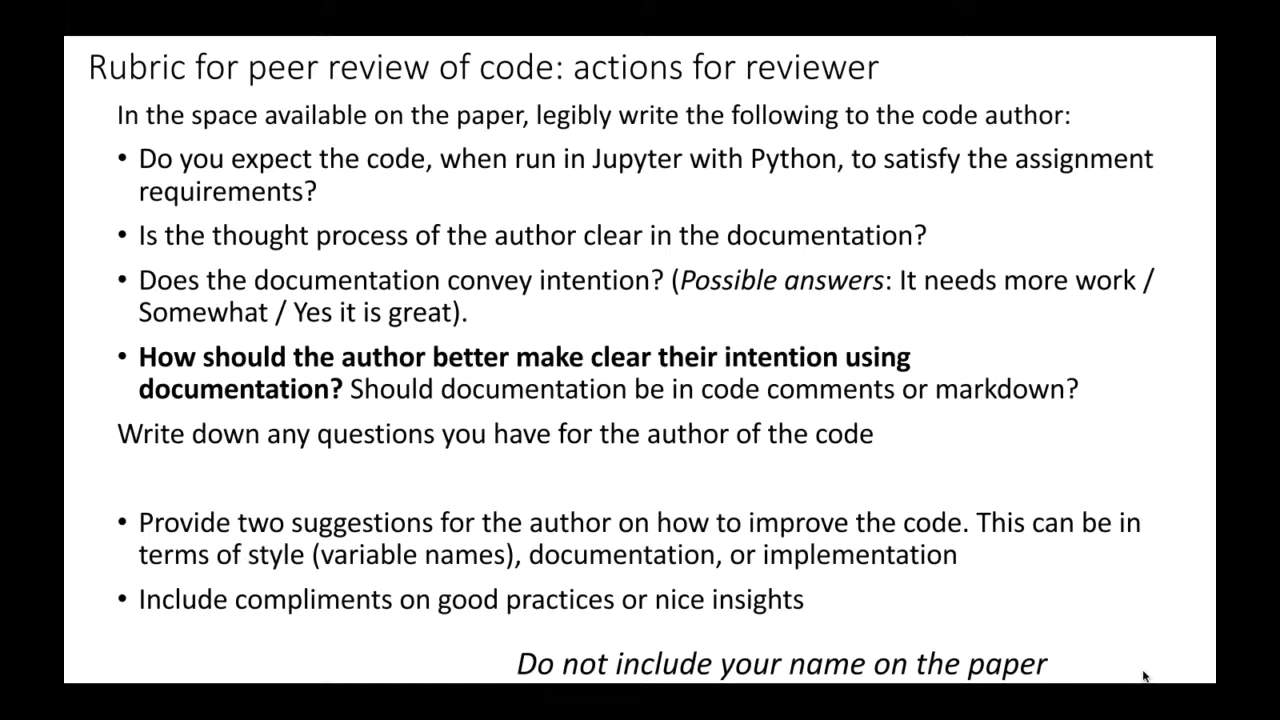 Rubric for peer review of code: actions for reviewer
In the space available on the paper, legibly write the following to the code author:
• Do you expect the code, when run in Jupyter with Python, to satisfy the assignment
requirements?
• Is the thought process of the author clear in the documentation?
• Does the documentation convey intention? (Possible answers: It needs more work /
Somewhat / Yes it is great).
• How should the author better make clear their intention using
documentation? Should documentation be in code comments or markdown?
Write down any questions you have for the author of the code
• Provide two suggestions for the author on how to improve the code. This can be in
terms of style (variable names), documentation, or implementation
• Include compliments on good practices or nice insights
Do not include your name on the paper